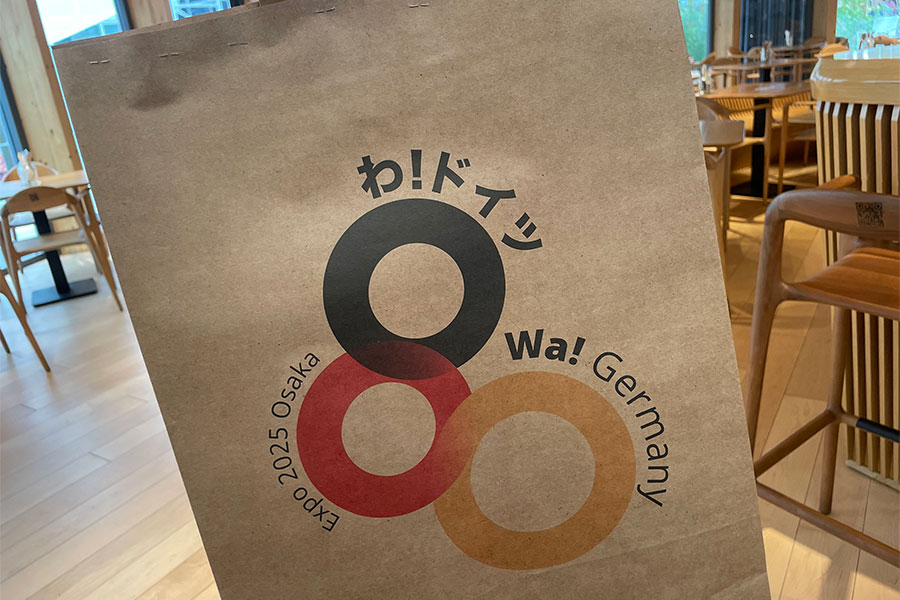 わ!ドイツ
Wa! Germany
Expo 2025 Osaka